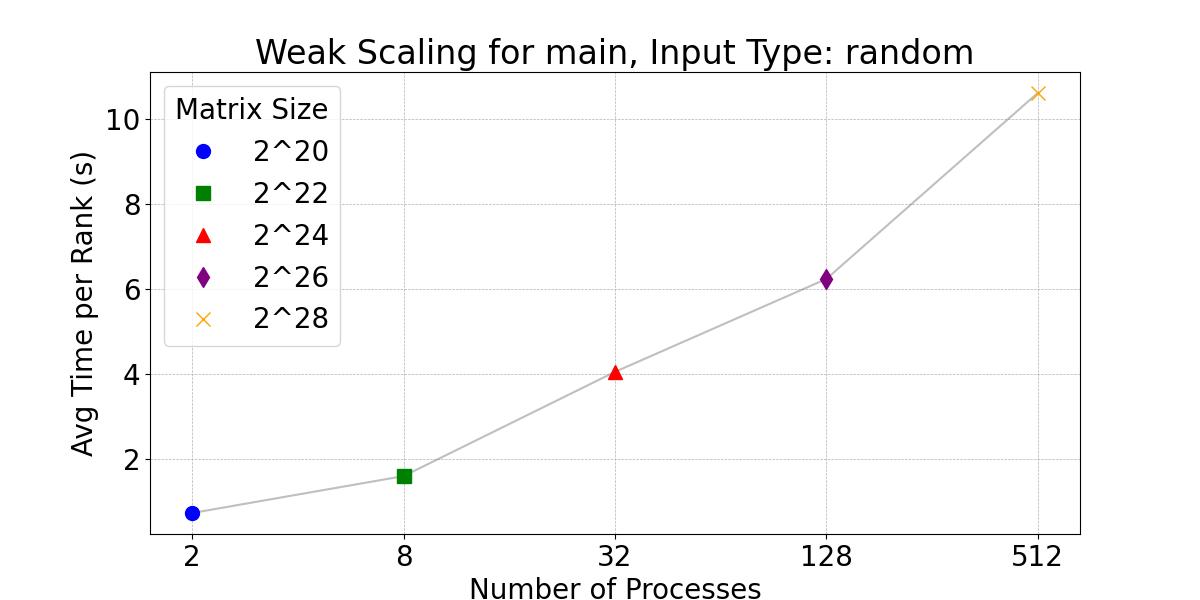 Weak Scaling for main, Input Type: random
Matrix Size
2^20
2^22
2^24
2^26
2^28
Avg Time per Rank (s)
10
8
6
4
2
2 8 32 128 512
Number of Processes